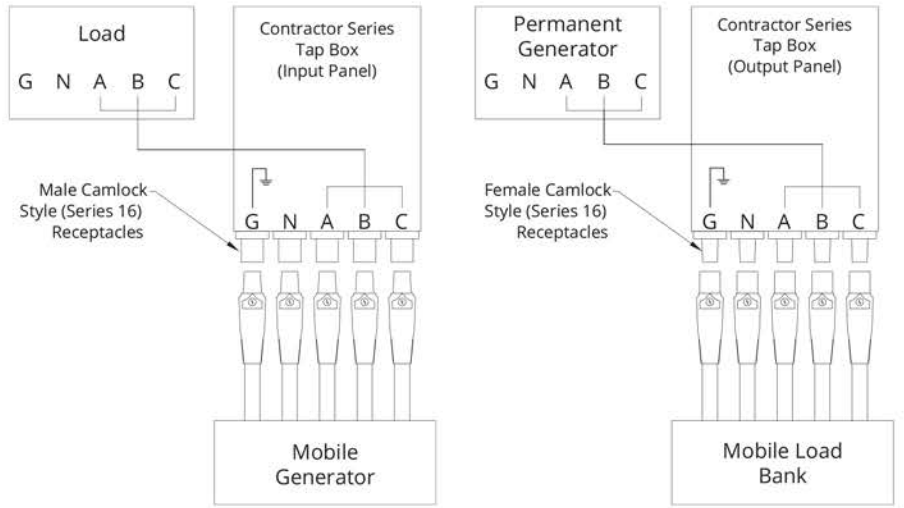 Load
G N A B C
Contractor Series
Tap Box
(Input Panel)
Male Camlock
Style (Series 16)
Receptacles
G N A B C
Mobile
Generator
Permanent
Generator
G N A B C
Contractor Series
Tap Box
(Output Panel)
Female Camlock
Style (Series 16)
Receptacles
G N A B C
Mobile Load
Bank